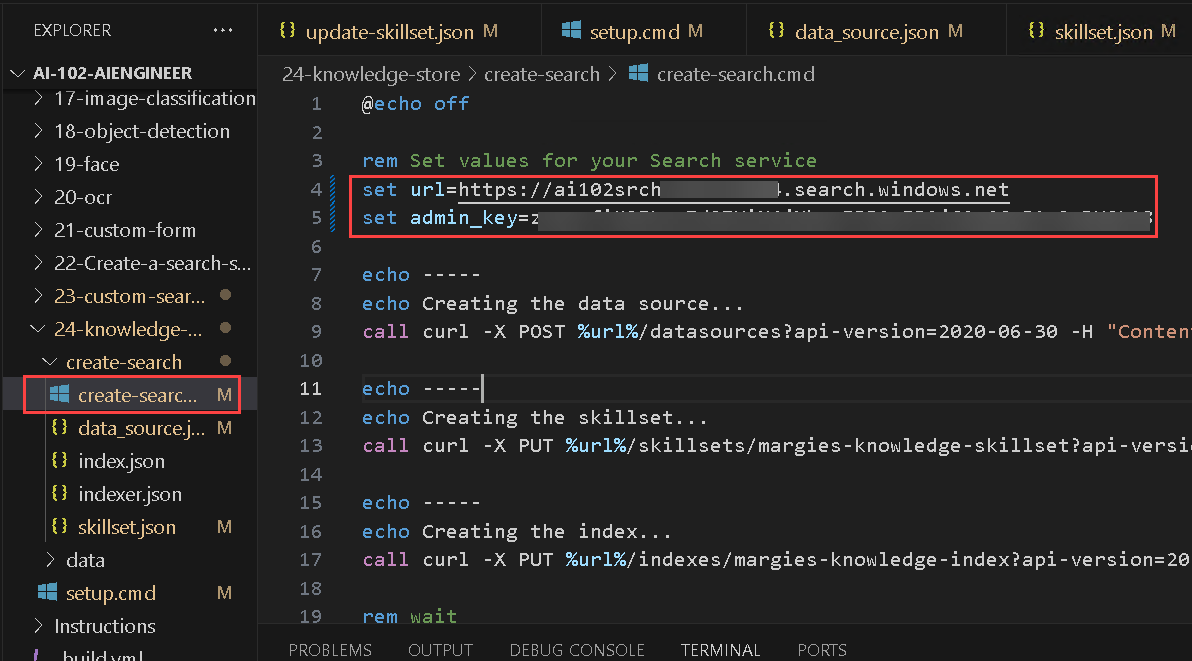 EXPLORER ...
AI-102-AIENGINEER
17-image-classification
18-object-detection
19-face
20-ocr
21-custom-form
22-Create-a-search-s...
23-custom-sear...
24-knowledge-...
create-search
create-searc... M
data_source.j... M
index.json
indexer.json
skillset.json M
data
setup.cmd M
Instructions
build.yml
{} update-skillset.json M
setup.cmd M
{} data_source.json M
{} skillset.json M
24-knowledge-store > create-search > create-search.cmd
1 @echo off
2
3 rem Set values for your Search service
4 set url=https://ai102srch .search.windows.net
5 set admin_key=
6
7 echo -----
8 echo Creating the data source...
9 call curl -X POST %url%/datasources?api-version=2020-06-30 -H "Conten
10
11 echo -----
12 echo Creating the skillset...
13 call curl -X PUT %url%/skillsets/margies-knowledge-skillset?api-versi
14
15 echo -----
16 echo Creating the index...
17 call curl -X PUT %url%/indexes/margies-knowledge-index?api-version=20
18
19 rem wait
PROBLEMS OUTPUT DEBUG CONSOLE TERMINAL PORTS